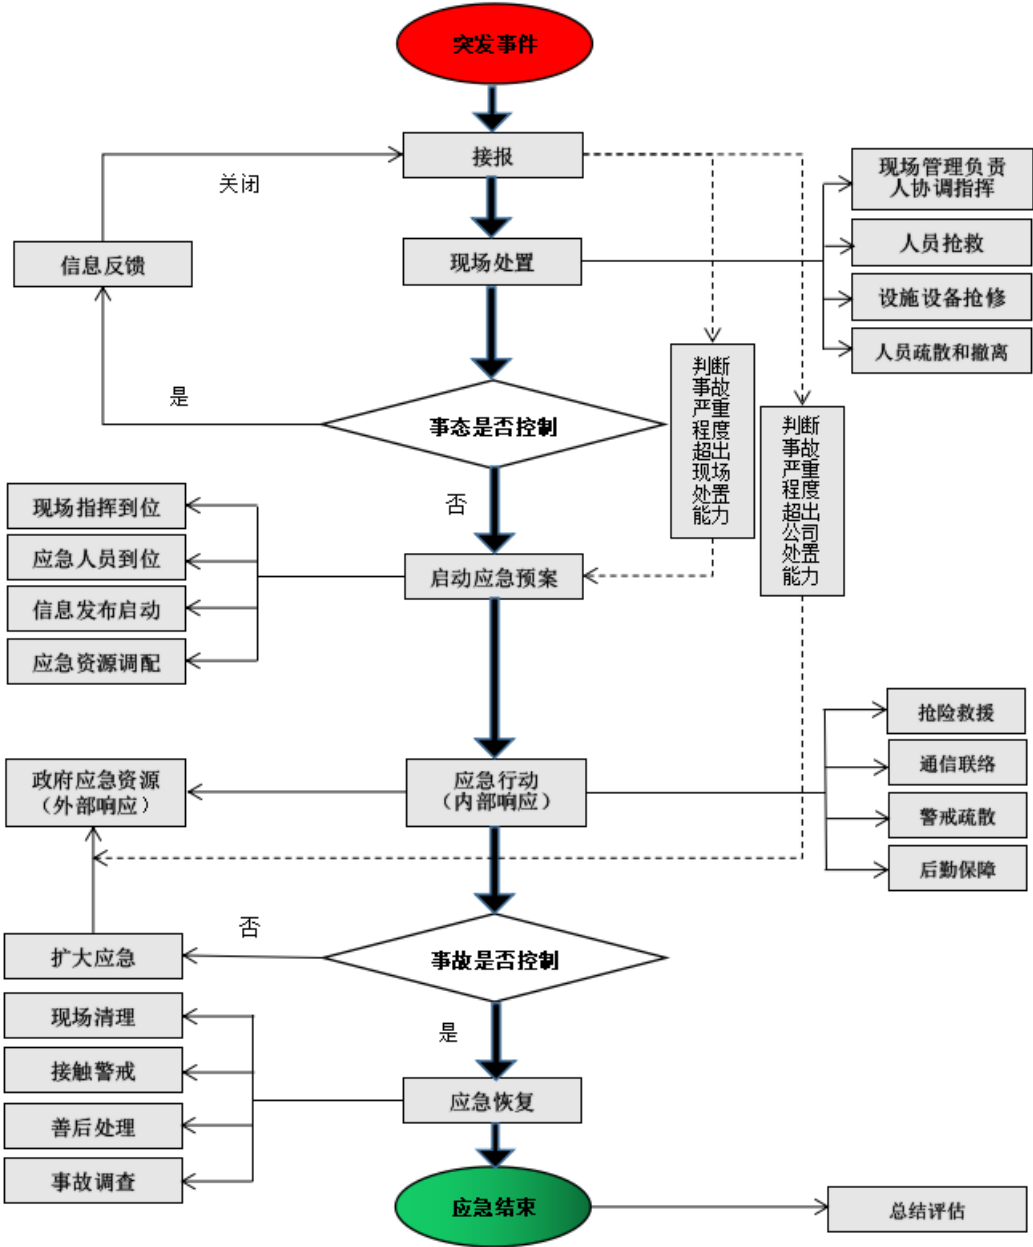 突发事件
接报
关闭
现场管理负责
人协调指挥
人员抢救
现场处置
信息反馈
设施设备抢修
人员疏散和撤离
判断
事故
严重
程度
超出
现场
处置
能力
是
事态是否控制
判断
事故
严重
程度
超出
公司
处置
能力
否
现场指挥到位
应急人员到位
信息发布启动
应急资源调配
启动应急预案
抢险救援
通信联络
警戒疏散
后勤保障
政府应急资源
（外部响应）
应急行动
（内部响应）
否
扩大应急
事故是否控制
是
现场清理
接触警戒
善后处理
事故调查
应急恢复
应急结束
总结评估